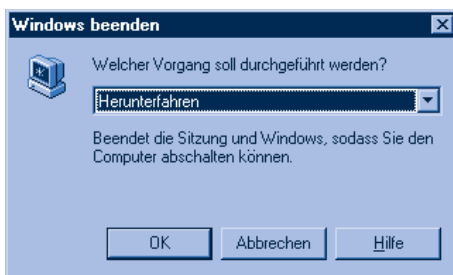 Windows beenden
Welcher Vorgang soll durchgeführt werden?
Herunterfahren
Beendet die Sitzung und Windows, sodass Sie den
Computer abschalten können.
OK Abbrechen Hilfe